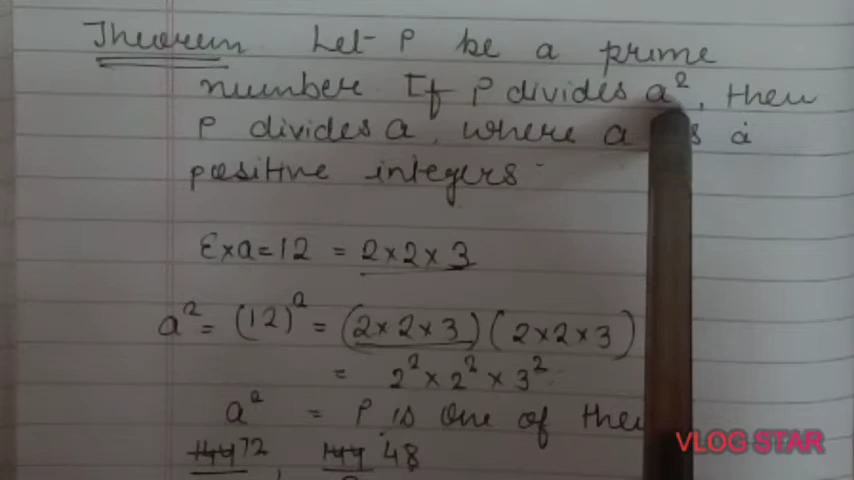 Theorem Let P be a prime
number If P divides a², then
P divides a, where a s a
positive integers
Ex a=12 = 2×2×3
a² = (12)² = (2×2×3)(2×2×3)
= 2²×2²×3²
a² = P is one of the
144 72, 144 48
VLOG STAR